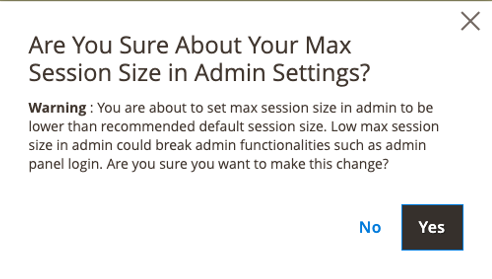 Are You Sure About Your Max
Session Size in Admin Settings?
Warning : You are about to set max session size in admin to be
lower than recommended default session size. Low max session
size in admin could break admin functionalities such as admin
panel login. Are you sure you want to make this change?
No
Yes